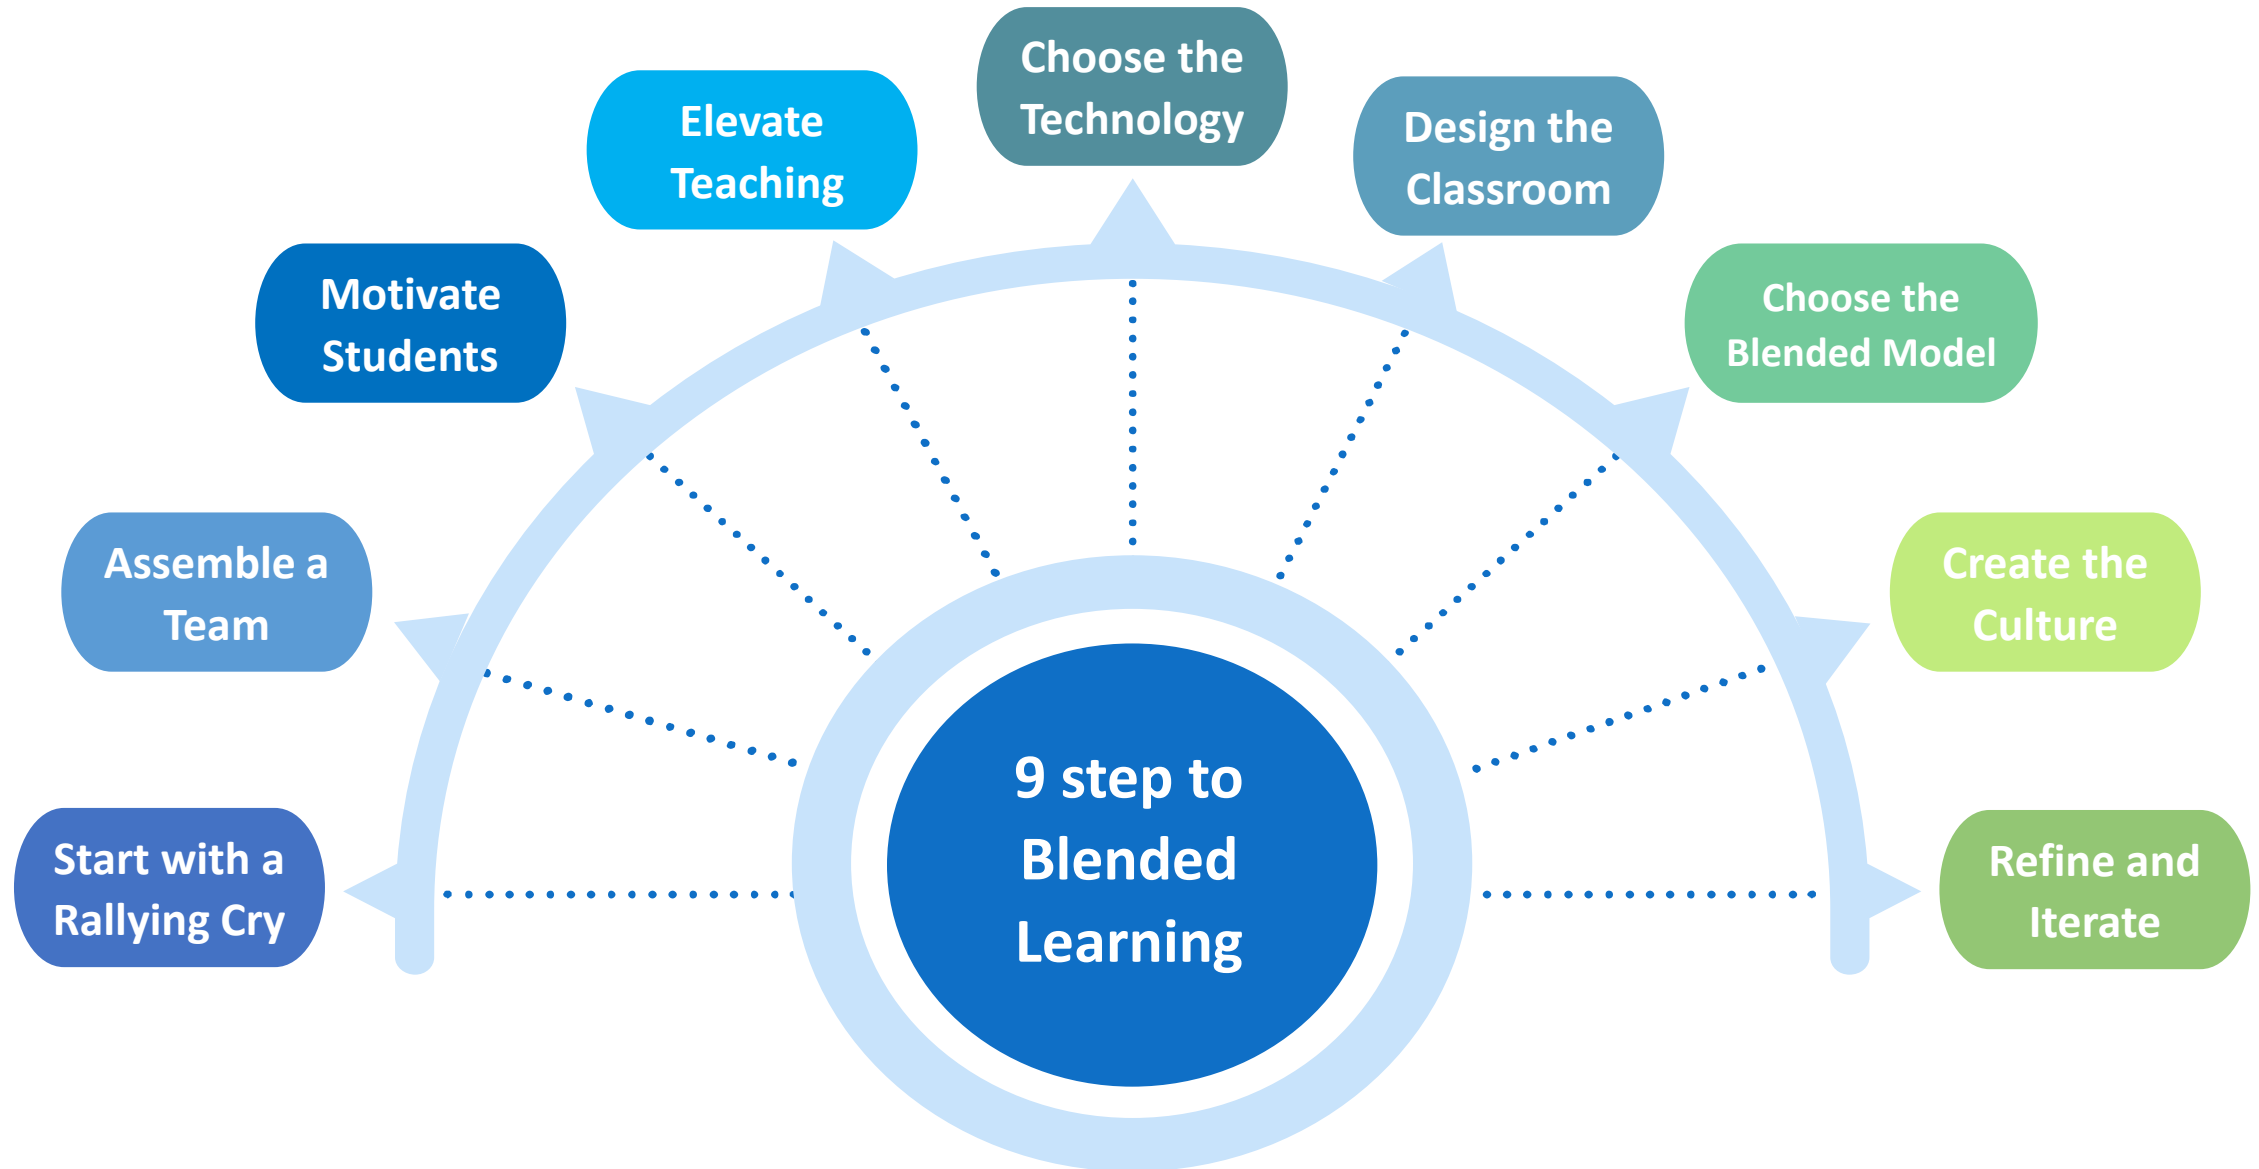 Start with a
Rallying Cry
Assemble a
Team
Motivate
Students
Elevate
Teaching
Choose the
Technology
Design the
Classroom
Choose the
Blended Model
Create the
Culture
Refine and
Iterate
9 step to
Blended
Learning